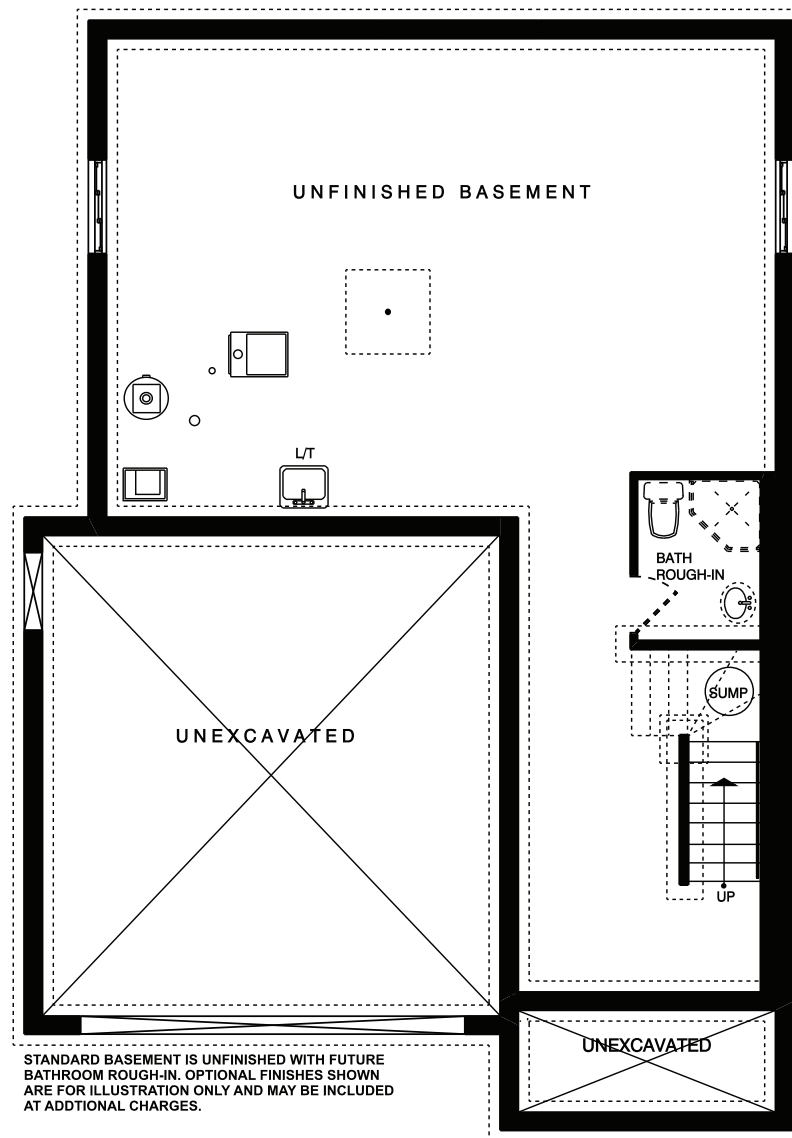 UNFINISHED BASEMENT
L/T
BATH
ROUGH-IN
SUMP
UNEXCAVATED
UP
UNEXCAVATED
STANDARD BASEMENT IS UNFINISHED WITH FUTURE
BATHROOM ROUGH-IN. OPTIONAL FINISHES SHOWN
ARE FOR ILLUSTRATION ONLY AND MAY BE INCLUDED
AT ADDTIONAL CHARGES.